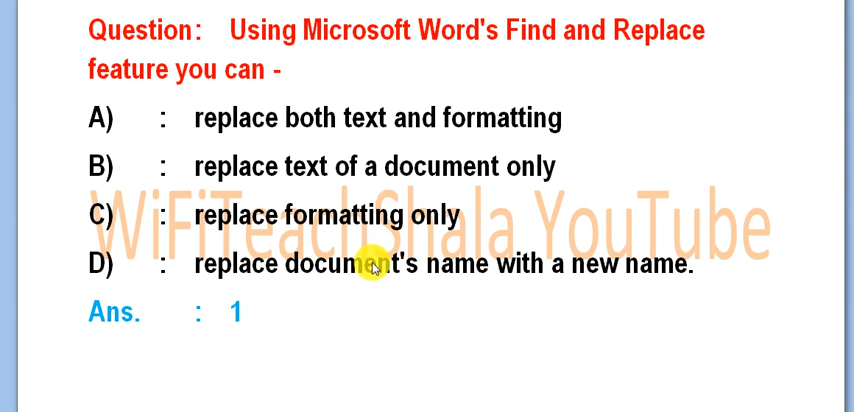 Question: Using Microsoft Word's Find and Replace
feature you can -
A) : replace both text and formatting
B) : replace text of a document only
WiFiTeachShala YouTube
C) : replace formatting only
D) : replace document's name with a new name.
Ans. : 1